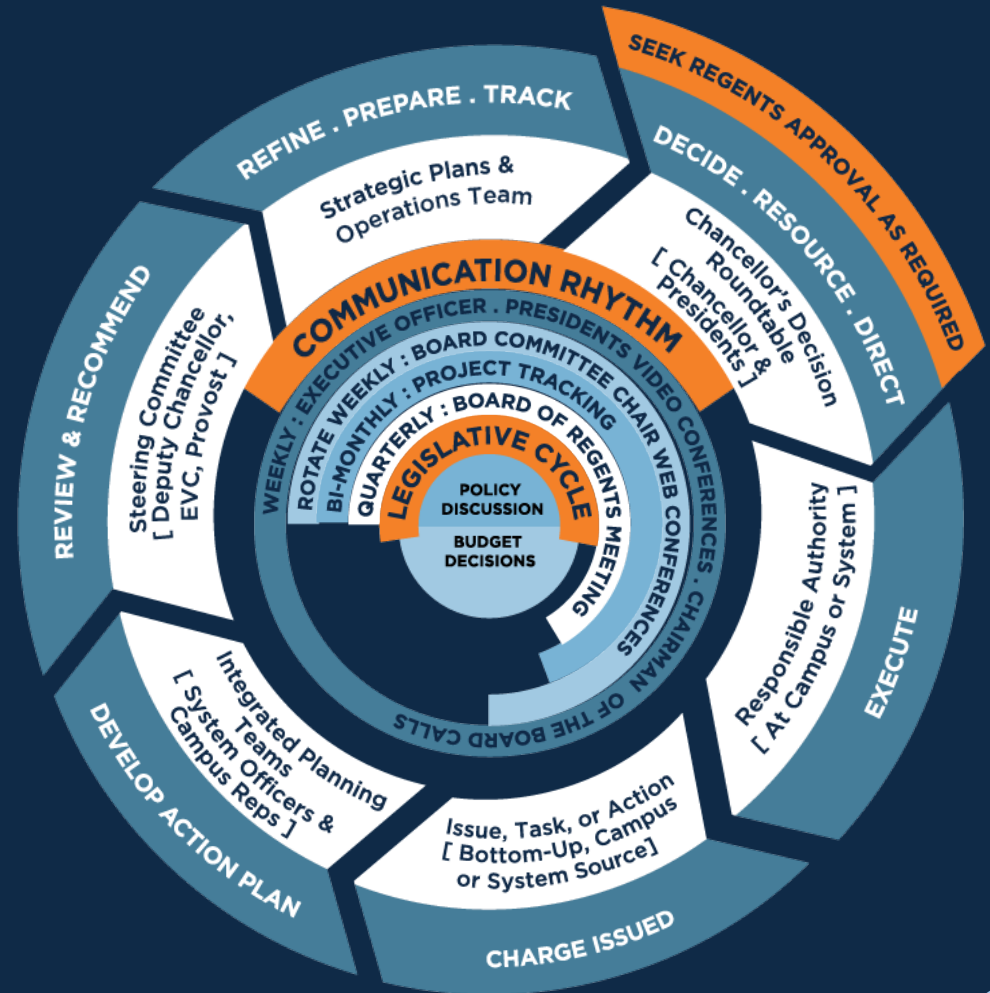 SEEK REGENTS APPROVAL AS REQUIRED
DECIDE . RESOURCE . DIRECT
Chancellor's Decision
Roundtable
[ Chancellor &
Presidents ]
EXECUTE
Responsible Authority
[ At Campus or System ]
CHARGE ISSUED
Issue, Task, or Action
[ Bottom-Up, Campus
or System Source]
DEVELOP ACTION PLAN
Integrated Planning
Teams
[ System Officers &
Campus Reps ]
REVIEW & RECOMMEND
Steering Committee
[ Deputy Chancellor,
EVC, Provost ]
REFINE . PREPARE . TRACK
Strategic Plans &
Operations Team
COMMUNICATION RHYTHM
WEEKLY : EXECUTIVE OFFICER . PRESIDENTS VIDEO CONFERENCES . CHAIRMAN OF THE BOARD CALLS
ROTATE WEEKLY : BOARD COMMITTEE CHAIR WEB CONFERENCES
BI-MONTHLY : PROJECT TRACKING
QUARTERLY : BOARD OF REGENTS MEETING
LEGISLATIVE CYCLE
POLICY
DISCUSSION
BUDGET
DECISIONS